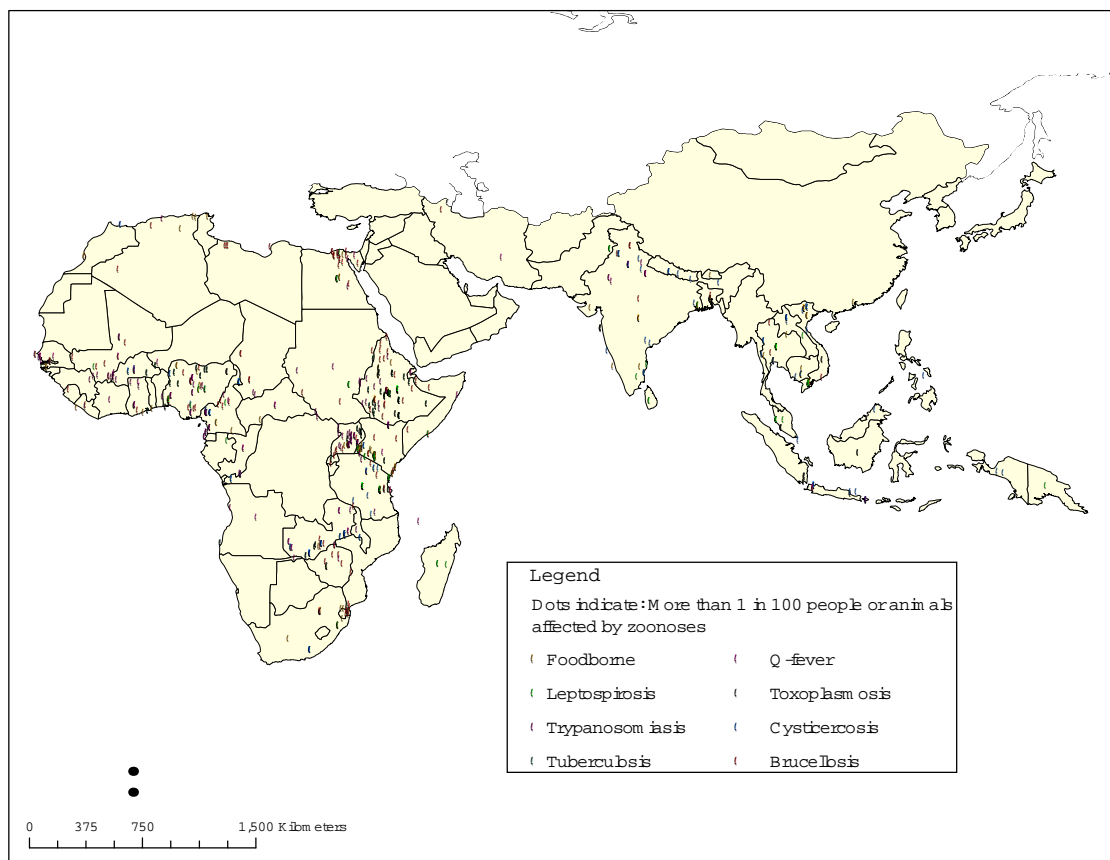 Legend
Dots indicate: More than 1 in 100 people or animals
affected by zoonoses
Foodborne
Q-fever
Leptospirosis
Toxoplasmosis
Trypanosomiasis
Cysticercosis
Tuberculosis
Brucellosis
0 375 750 1,500 Kilometers